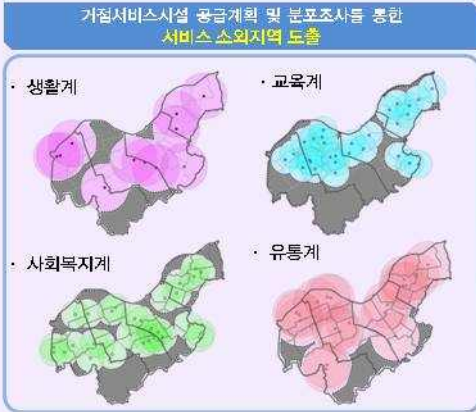 거점서비스시설 공급계획 및 분포조사를 통한
서비스 소외지역 도출
· 생활계
· 교육계
· 사회복지계
· 유통계